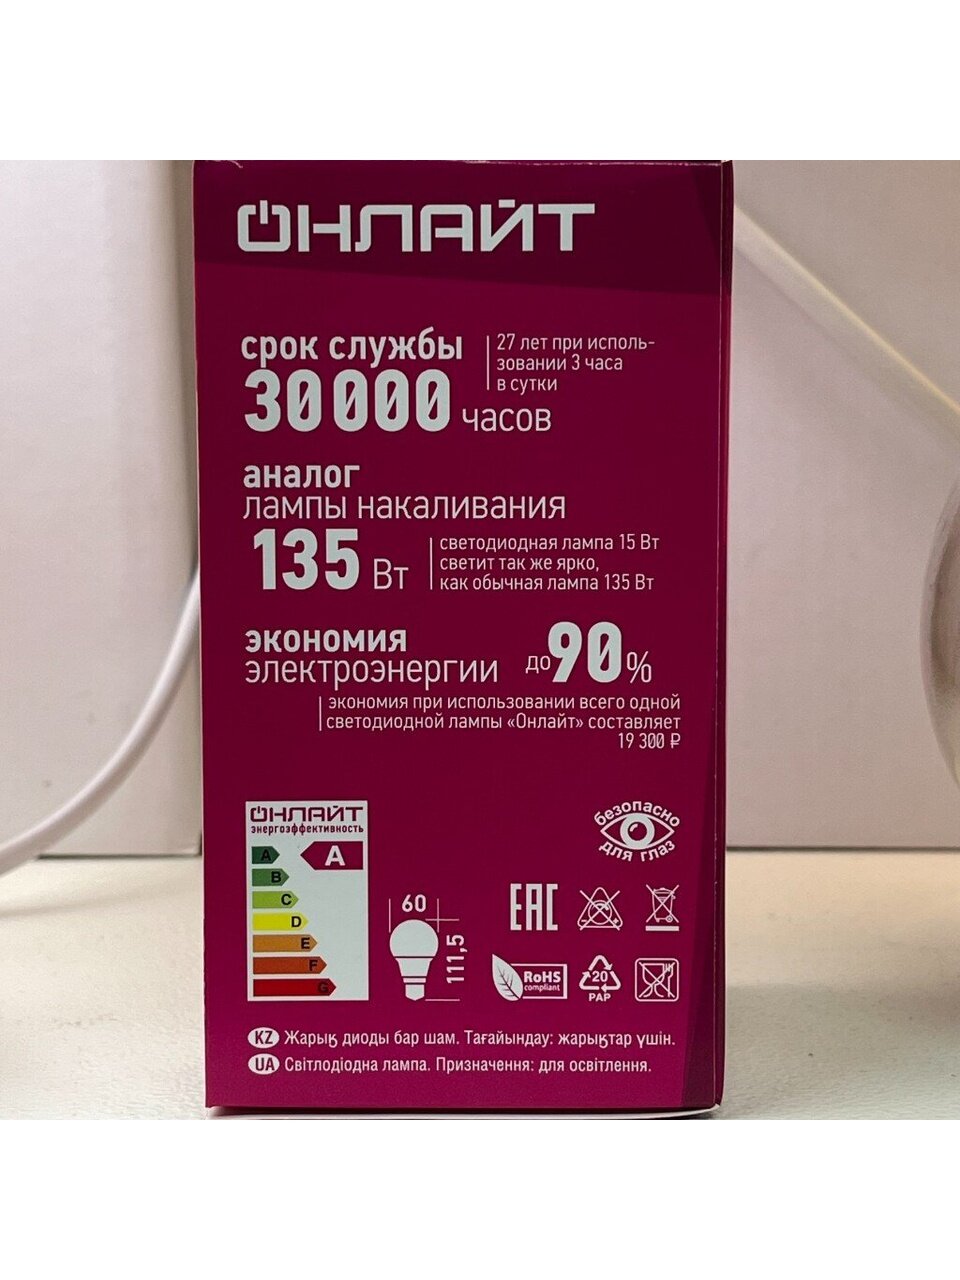 ОНЛАЙТ
срок службы
30 000 часов
27 лет при исполь-
зовании 3 часа
в сутки
аналог
лампы накаливания
135 Вт
светодиодная лампа 15 Вт
светит так же ярко,
как обычная лампа 135 Вт
экономия
электроэнергии до 90%
экономия при использовании всего одной
светодиодной лампы «Онлайт» составляет
19 300 ₽
ОНЛАЙТ
энергоэффективность
A A
B
C
D
E
F
G
60
111,5
безопасно
для глаз
EAC
RoHS
compliant
20
PAP
KZ Жарық диоды бар шам. Тағайындау: жарықтар үшін.
UA Світлодіодна лампа. Призначення: для освітлення.